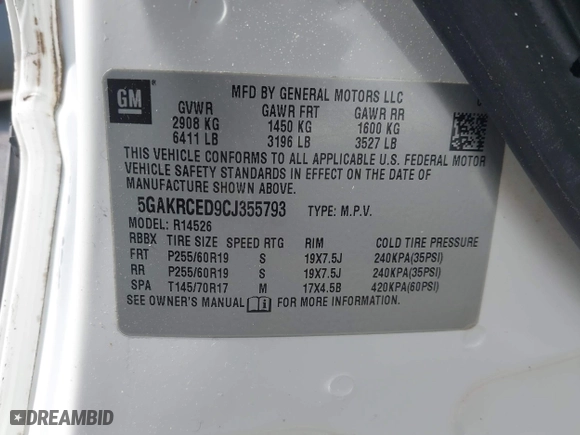 GM
MFD BY GENERAL MOTORS LLC
GVWR GAWR FRT GAWR RR
2908 KG 1450 KG 1600 KG
6411 LB 3196 LB 3527 LB
THIS VEHICLE CONFORMS TO ALL APPLICABLE U.S. FEDERAL MOTOR
VEHICLE SAFETY STANDARDS IN EFFECT ON THE DATE OF
MANUFACTURE SHOWN ABOVE.
5GAKRCED9CJ355793 TYPE: M.P.V.
MODEL: R14526
RBBX TIRE SIZE SPEED RTG RIM COLD TIRE PRESSURE
FRT P255/60R19 S 19X7.5J 240KPA(35PSI)
RR P255/60R19 S 19X7.5J 240KPA(35PSI)
SPA T145/70R17 M 17X4.5B 420KPA(60PSI)
SEE OWNER'S MANUAL FOR MORE INFORMATION.
DREAMBID